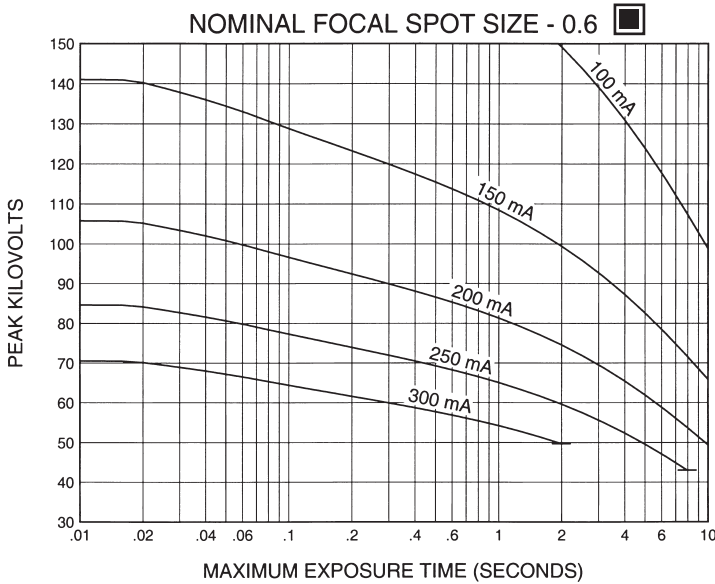 NOMINAL FOCAL SPOT SIZE - 0.6
150
140
130
120
110
100
90
80
70
60
50
40
30
PEAK KILOVOLTS
100 mA
150 mA
200 mA
250 mA
300 mA
.01 .02 .04 .06 .1 .2 .4 .6 1 2 4 6 10
MAXIMUM EXPOSURE TIME (SECONDS)